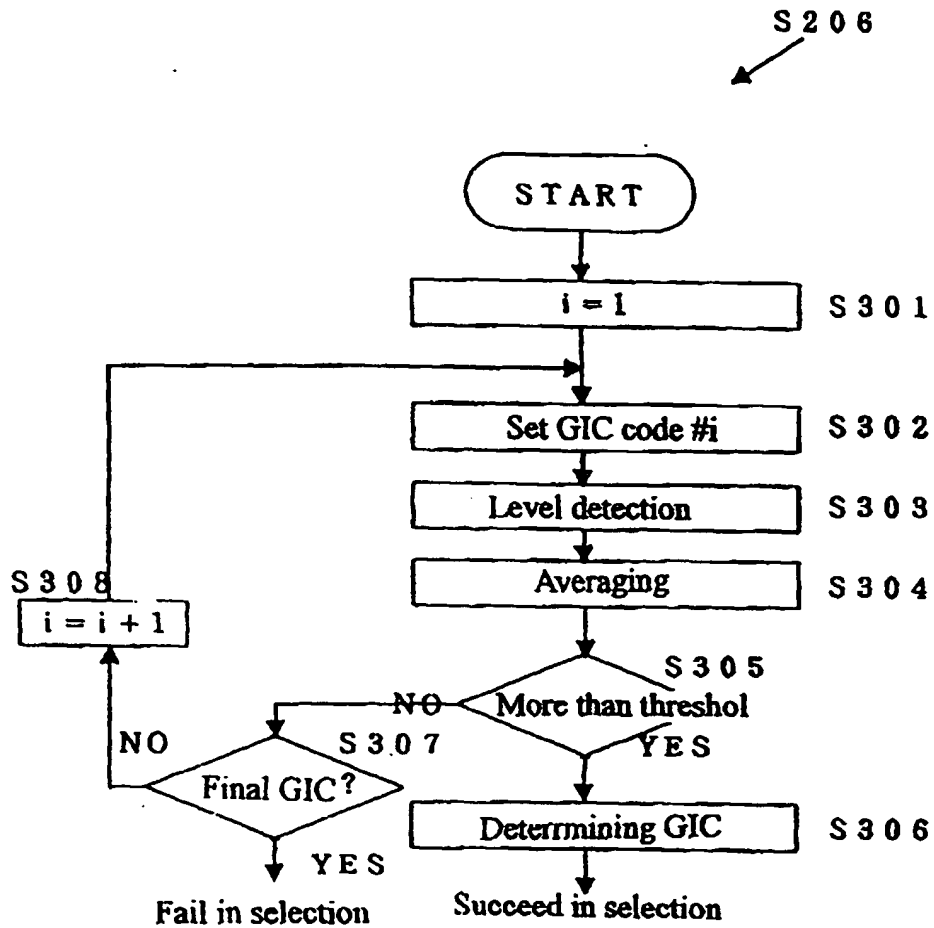 S206
START
i = 1
S301
Set GIC code #i
S302
Level detection
S303
Averaging
S304
S308
i = i + 1
S305
More than threshol
NO
YES
S307
NO
Final GIC?
YES
Determining GIC
S306
Fail in selection
Succeed in selection